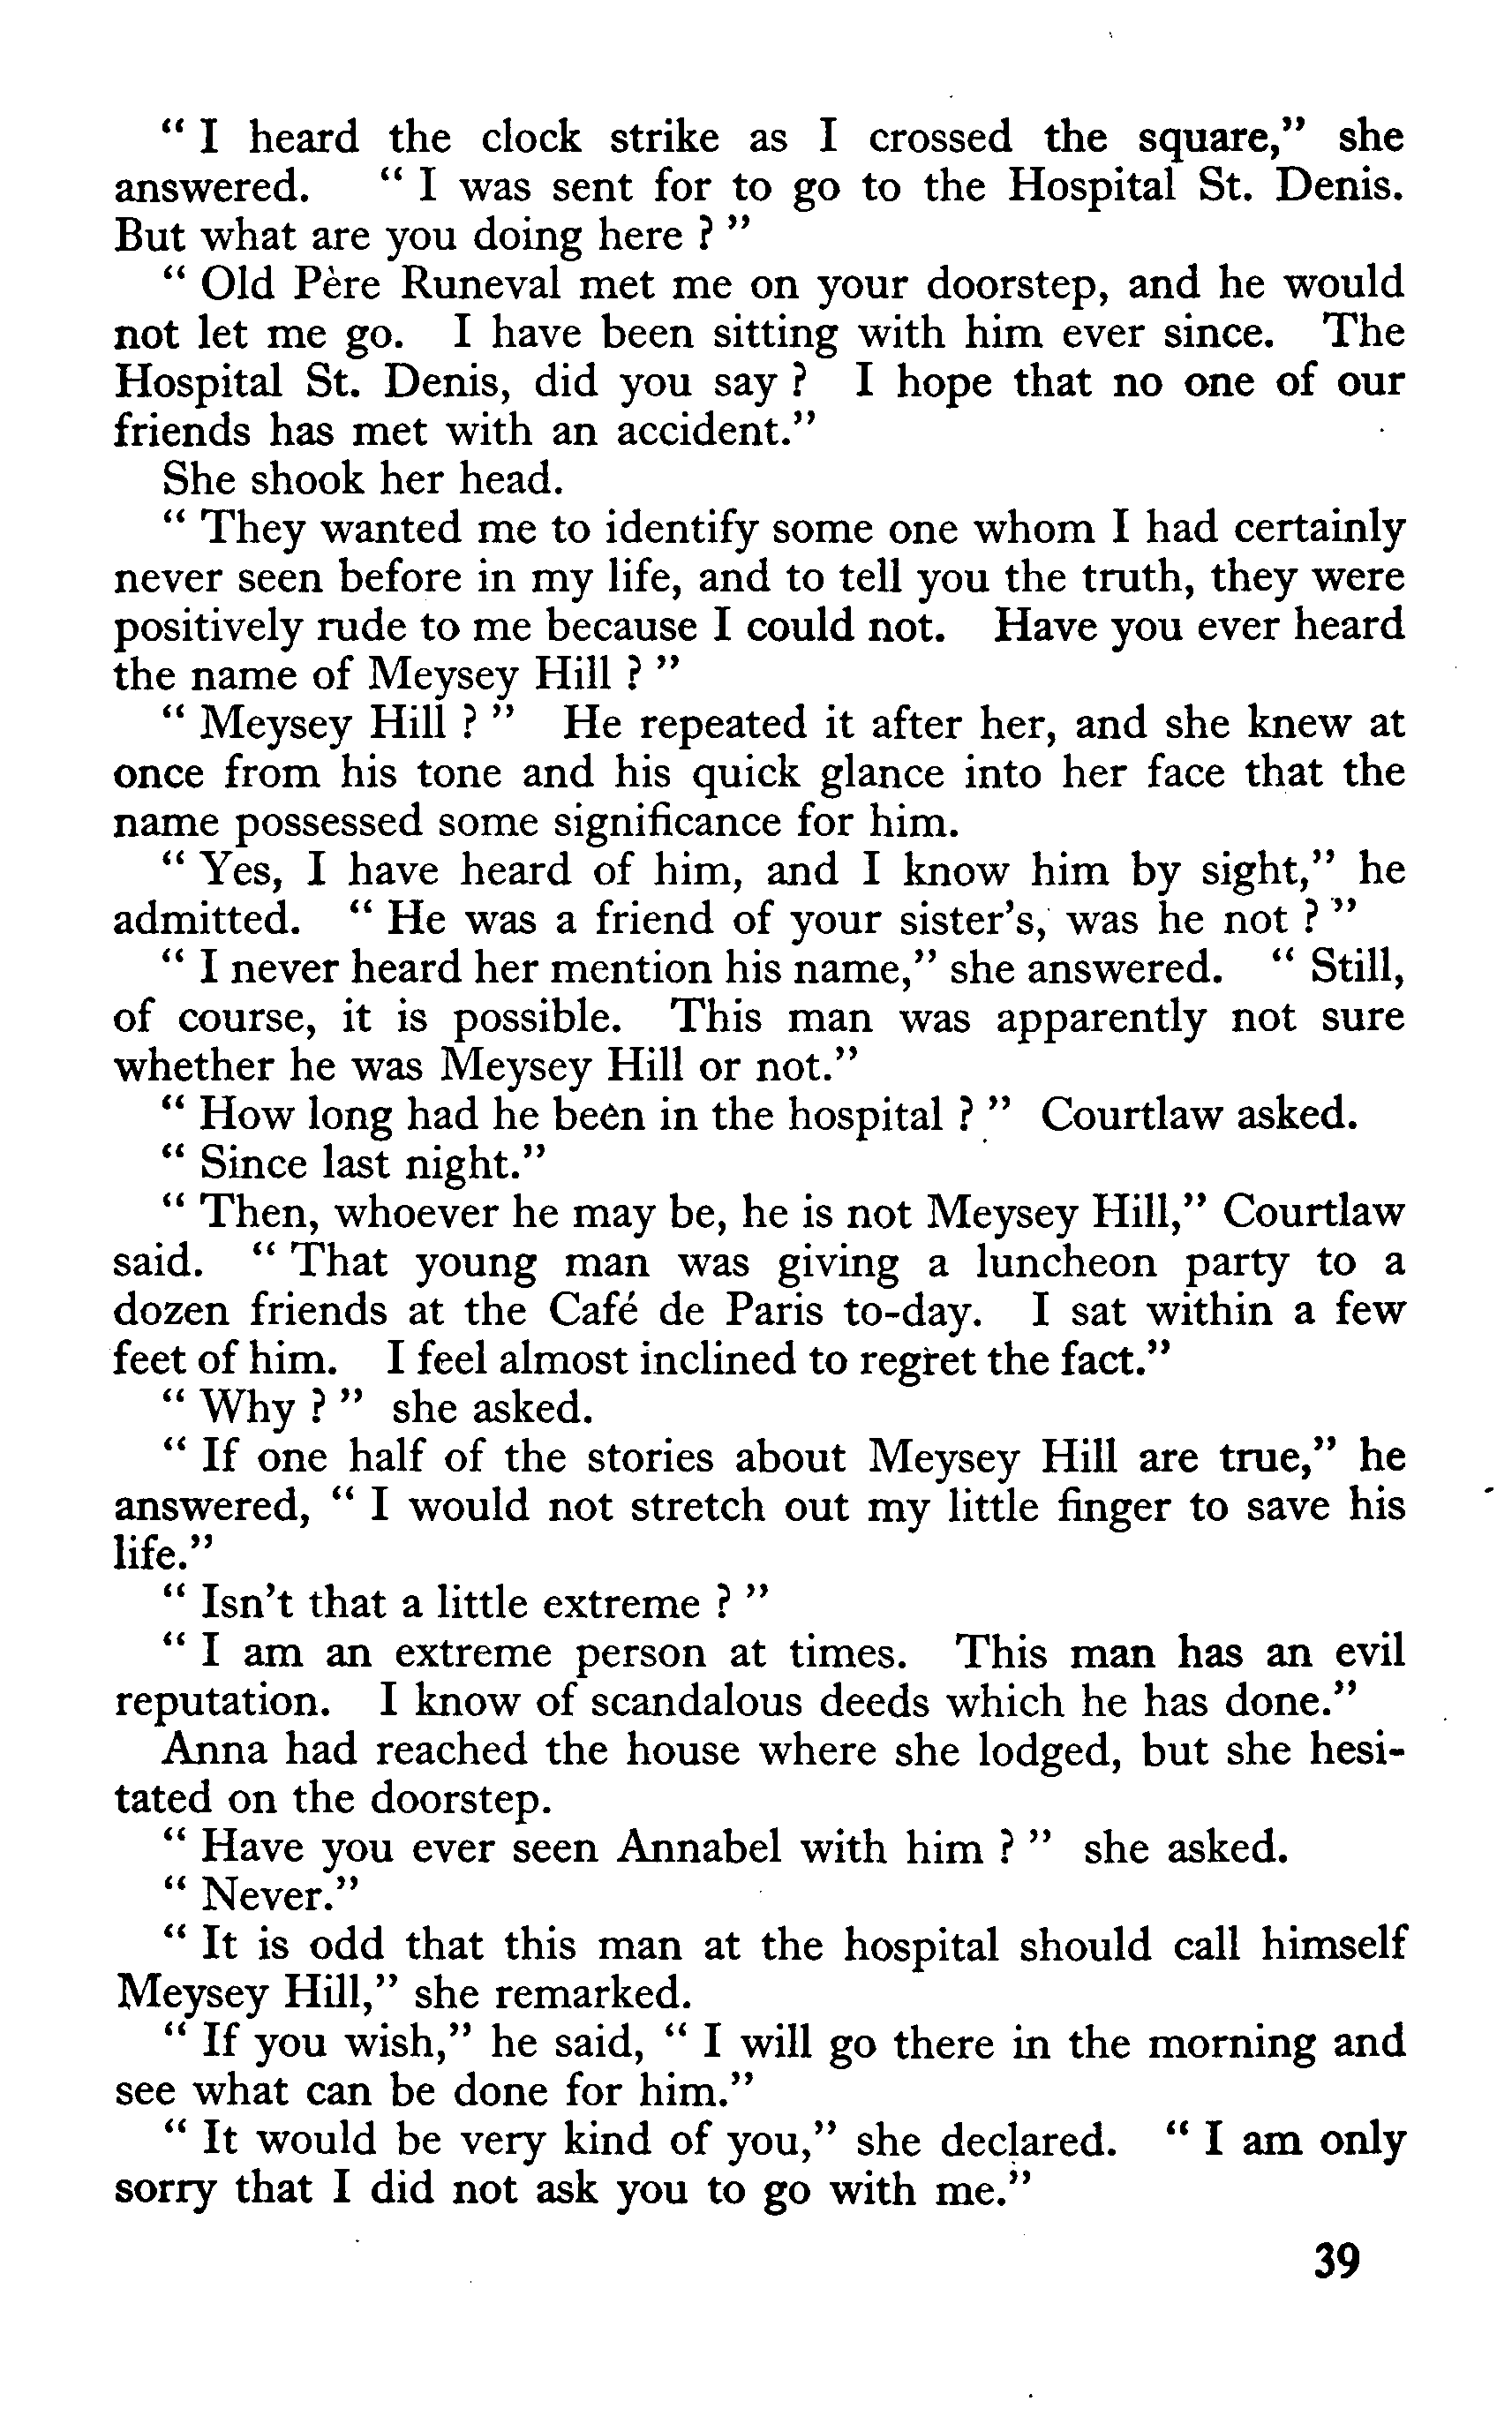 “ I heard the clock strike as I crossed the square,” she
answered. “ I was sent for to go to the Hospital St. Denis.
But what are you doing here ? ”
“ Old Père Runeval met me on your doorstep, and he would
not let me go. I have been sitting with him ever since. The
Hospital St. Denis, did you say ? I hope that no one of our
friends has met with an accident.”
She shook her head.
“ They wanted me to identify some one whom I had certainly
never seen before in my life, and to tell you the truth, they were
positively rude to me because I could not. Have you ever heard
the name of Meysey Hill ? ”
“ Meysey Hill ? ” He repeated it after her, and she knew at
once from his tone and his quick glance into her face that the
name possessed some significance for him.
“ Yes, I have heard of him, and I know him by sight,” he
admitted. “ He was a friend of your sister’s, was he not ? ”
“ I never heard her mention his name,” she answered. “ Still,
of course, it is possible. This man was apparently not sure
whether he was Meysey Hill or not.”
“ How long had he been in the hospital ? ” Courtlaw asked.
“ Since last night.”
“ Then, whoever he may be, he is not Meysey Hill,” Courtlaw
said. “ That young man was giving a luncheon party to a
dozen friends at the Café de Paris to-day. I sat within a few
feet of him. I feel almost inclined to regret the fact.”
“ Why ? ” she asked.
“ If one half of the stories about Meysey Hill are true,” he
answered, “ I would not stretch out my little finger to save his
life.”
“ Isn’t that a little extreme ? ”
“ I am an extreme person at times. This man has an evil
reputation. I know of scandalous deeds which he has done.”
Anna had reached the house where she lodged, but she hesi-
tated on the doorstep.
“ Have you ever seen Annabel with him ? ” she asked.
“ Never.”
“ It is odd that this man at the hospital should call himself
Meysey Hill,” she remarked.
“ If you wish,” he said, “ I will go there in the morning and
see what can be done for him.”
“ It would be very kind of you,” she declared. “ I am only
sorry that I did not ask you to go with me.”
39